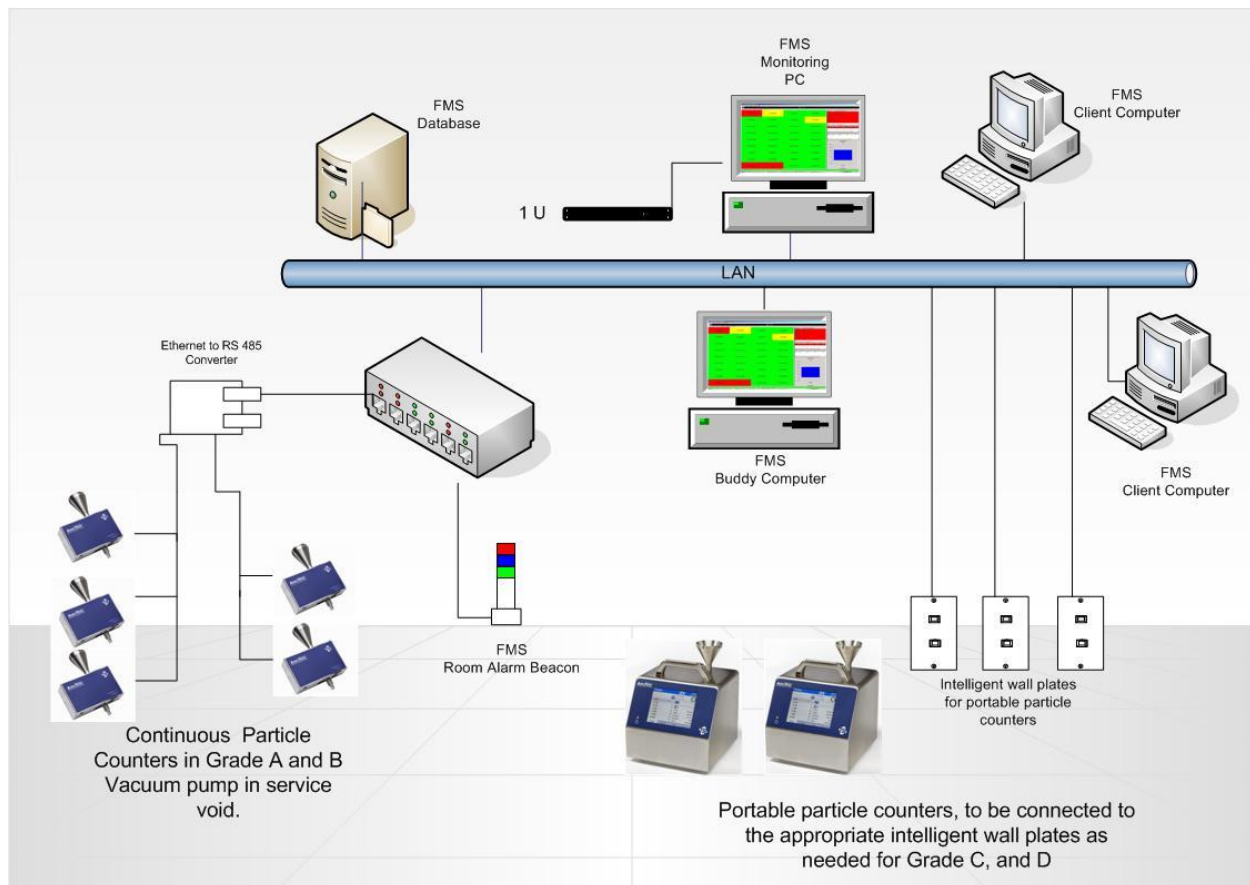 FMS
Monitoring
PC
FMS
Database
FMS
Client Computer
1 U
LAN
Ethernet to RS 485
Converter
FMS
Buddy Computer
FMS
Client Computer
FMS
Room Alarm Beacon
Intelligent wall plates
for portable particle
counters
Continuous Particle
Counters in Grade A and B
Vacuum pump in service
void.
Portable particle counters, to be connected to
the appropriate intelligent wall plates as
needed for Grade C, and D